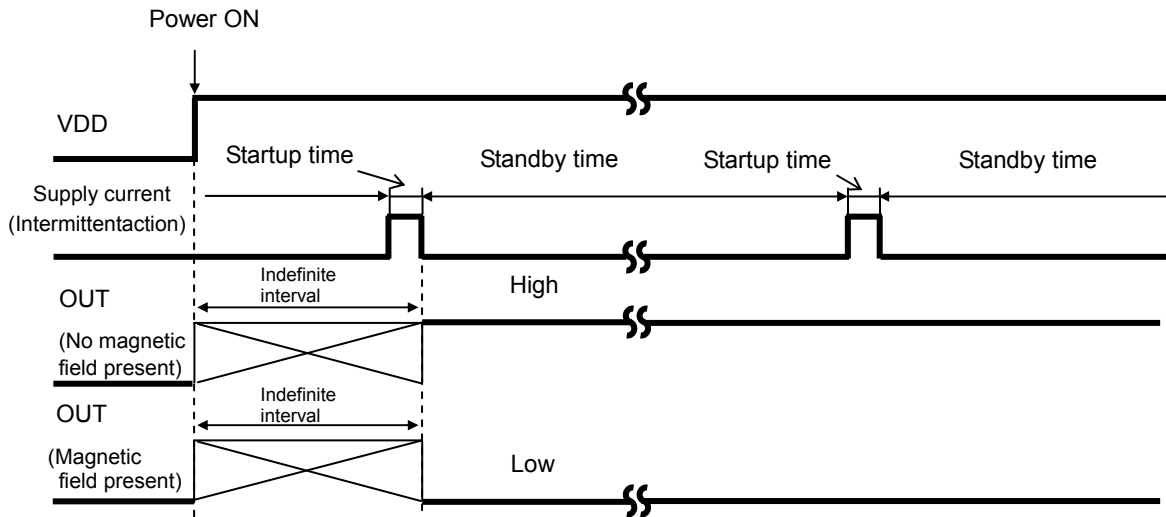 Power ON
VDD
Startup time
Standby time
Startup time
Standby time
Supply current
(Intermittentaction)
Indefinite
interval
High
OUT
(No magnetic
field present)
Indefinite
interval
OUT
(Magnetic
field present)
Low